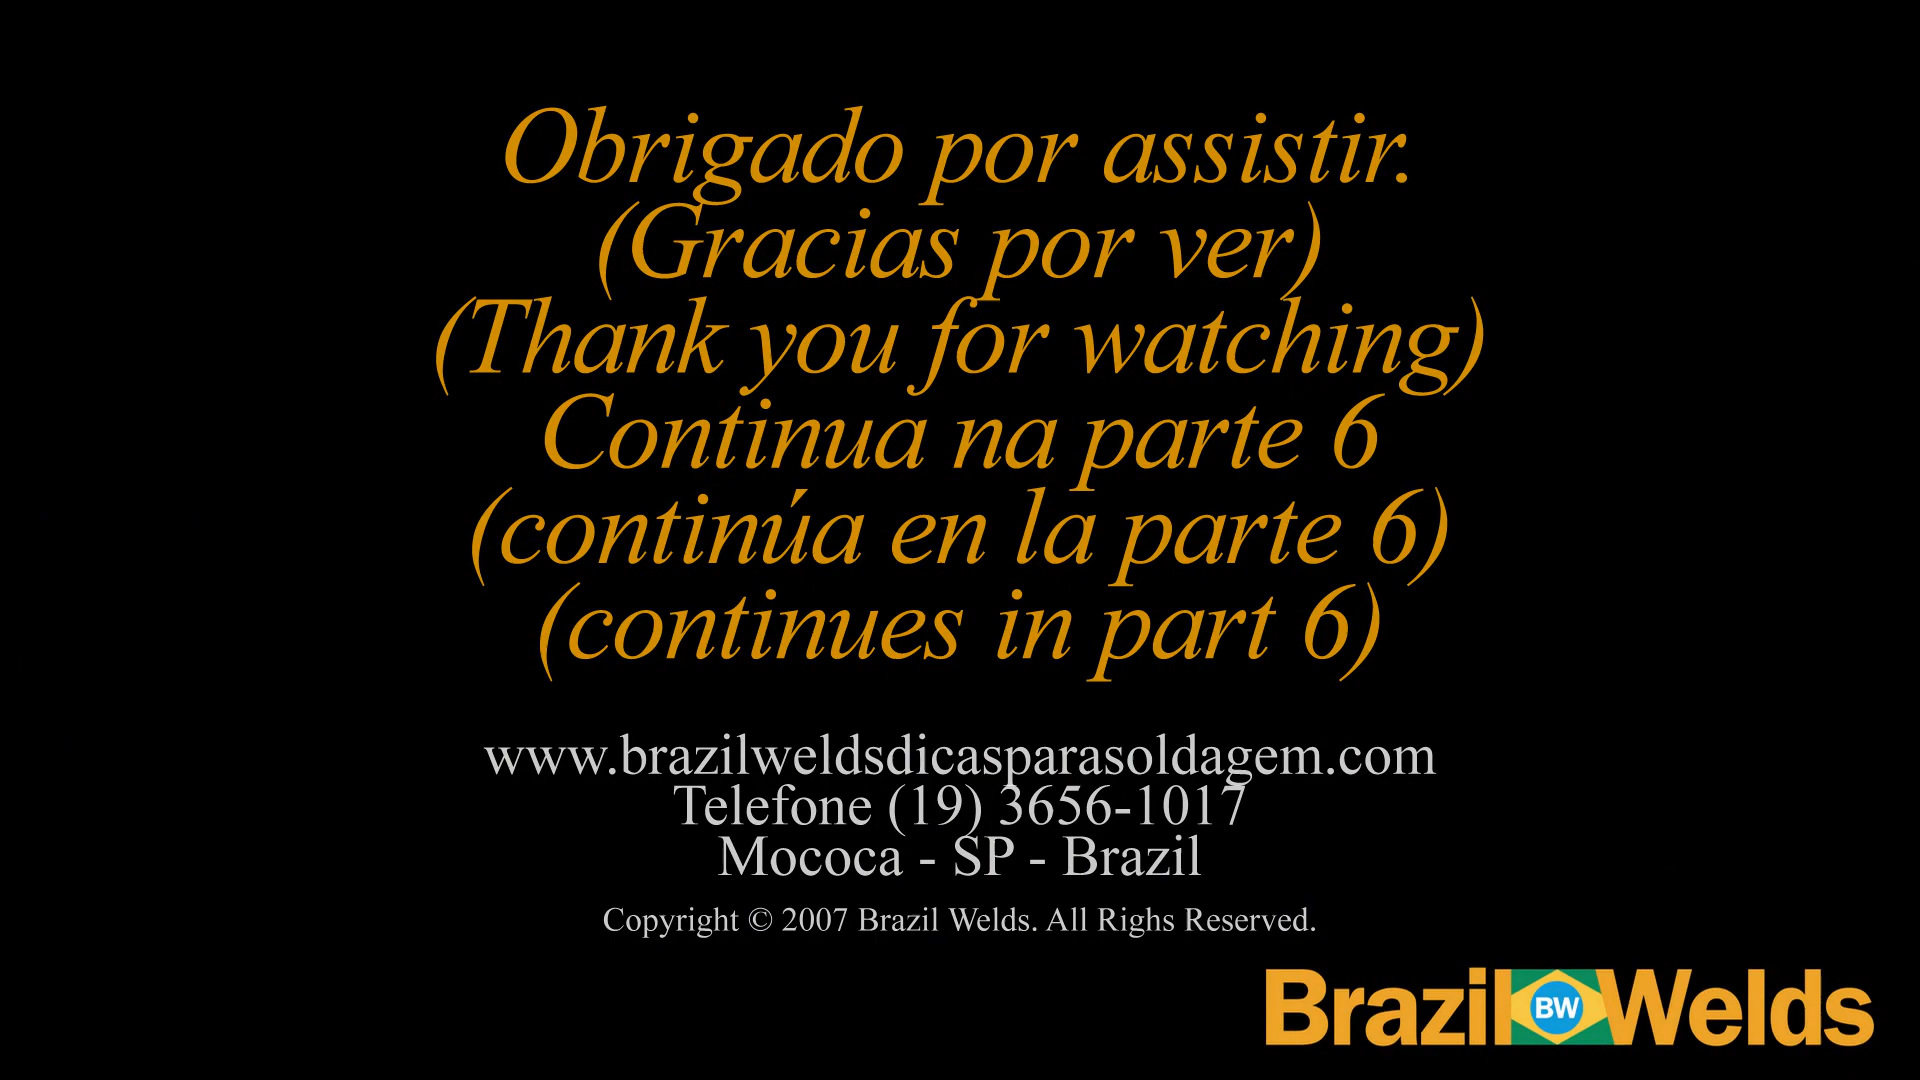 Obrigado por assistir.
(Gracias por ver)
(Thank you for watching)
Continua na parte 6
(continúa en la parte 6)
(continues in part 6)
www.brazilweldsdicasparasoldagem.com
Telefone (19) 3656-1017
Mococa - SP - Brazil
Copyright © 2007 Brazil Welds. All Righs Reserved.
Brazil BW Welds